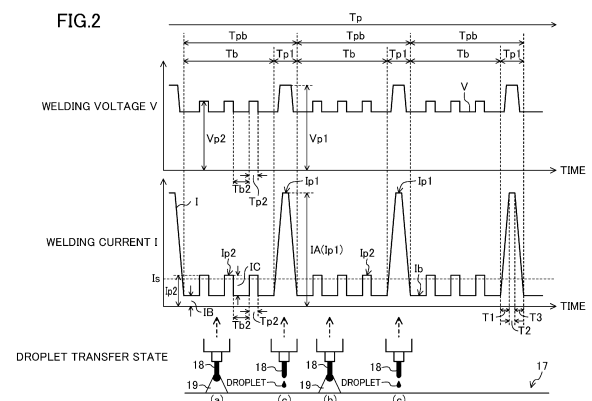 FIG.2
Tp
Tpb Tpb Tpb
Tb Tp1 Tb Tp1 Tb Tp1
WELDING VOLTAGE V
V
Vp2 Vp1
TIME
Tb2 Tp2
Ip1 Ip1
I
WELDING CURRENT I
IA(Ip1)
Ip2 IC Ip2 Ib
Is
Ip2
IB
TIME
Tb2 Tp2
T1 T3
T2
DROPLET TRANSFER STATE
18 18 18 18
17
19 DROPLET 19 DROPLET
(a) (c) (b) (c)